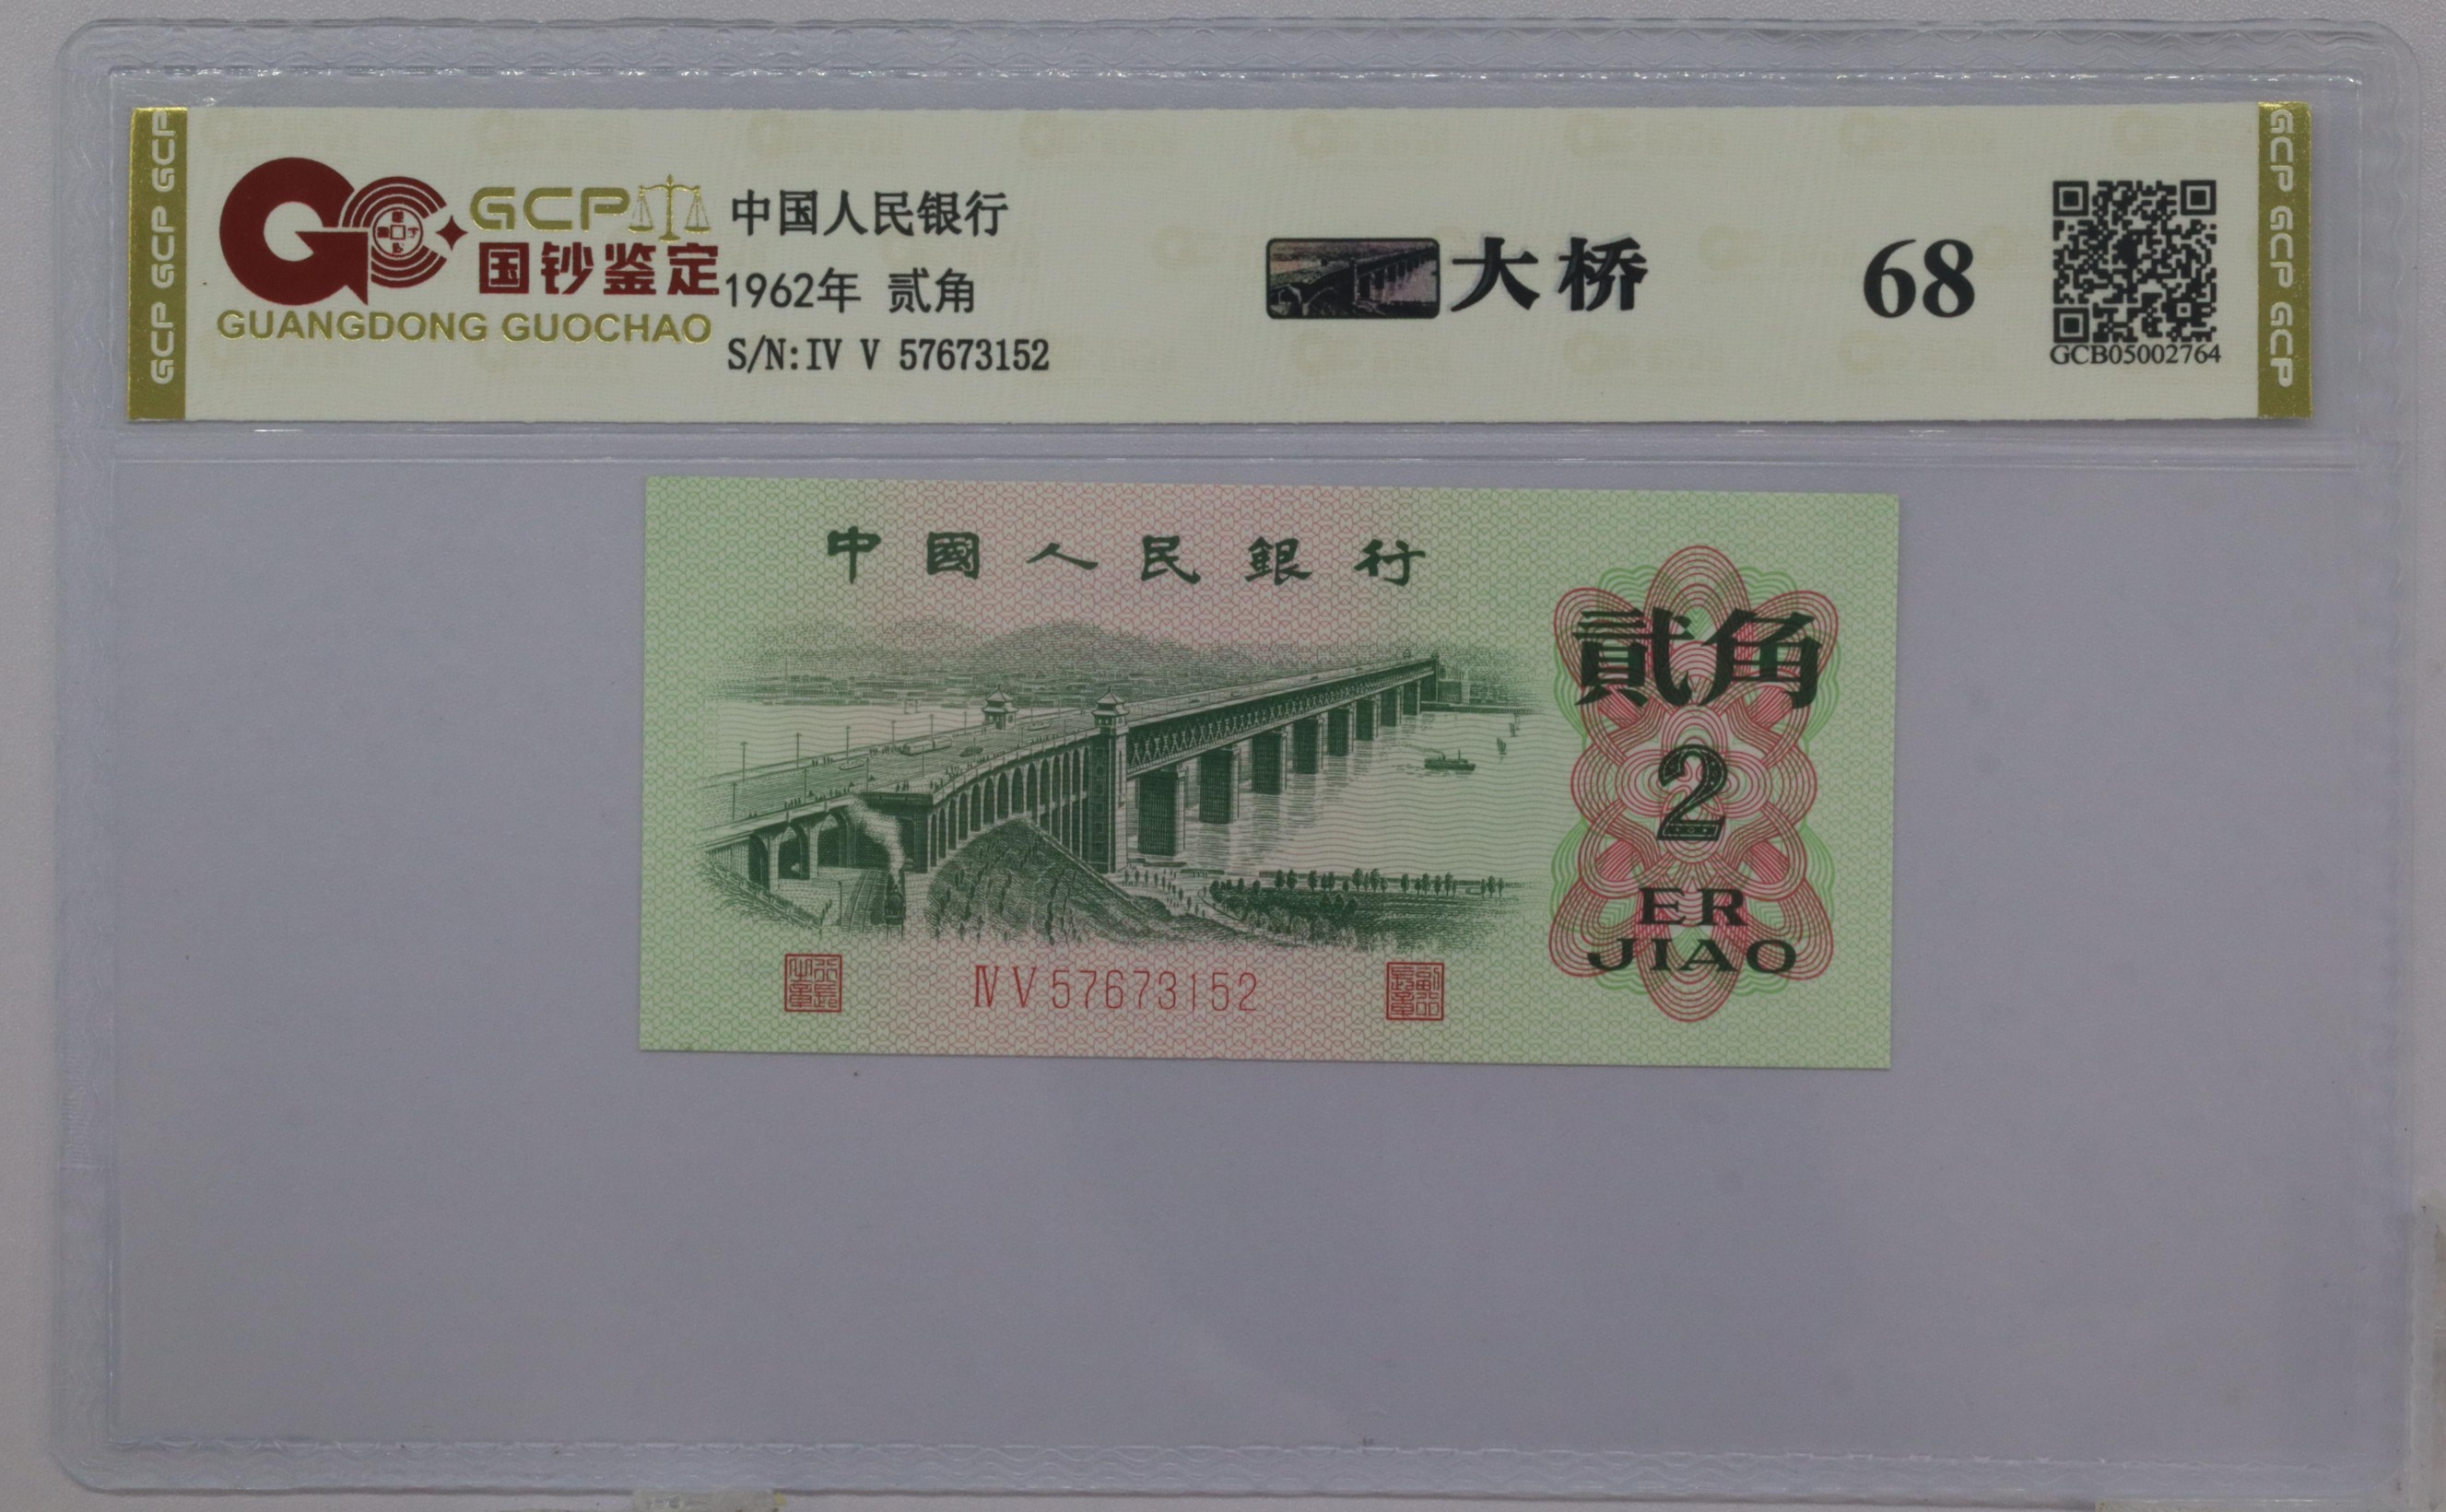 GCP GCP GCP
GCP
国钞鉴定
GUANGDONG GUOCHAO
中国人民银行
1962年 贰角
S/N:IV V 57673152
大桥
68
GCB05002764
GCP GCP GCP
中國人民銀行
貳角
2
ER
JIAO
ⅣⅤ57673152